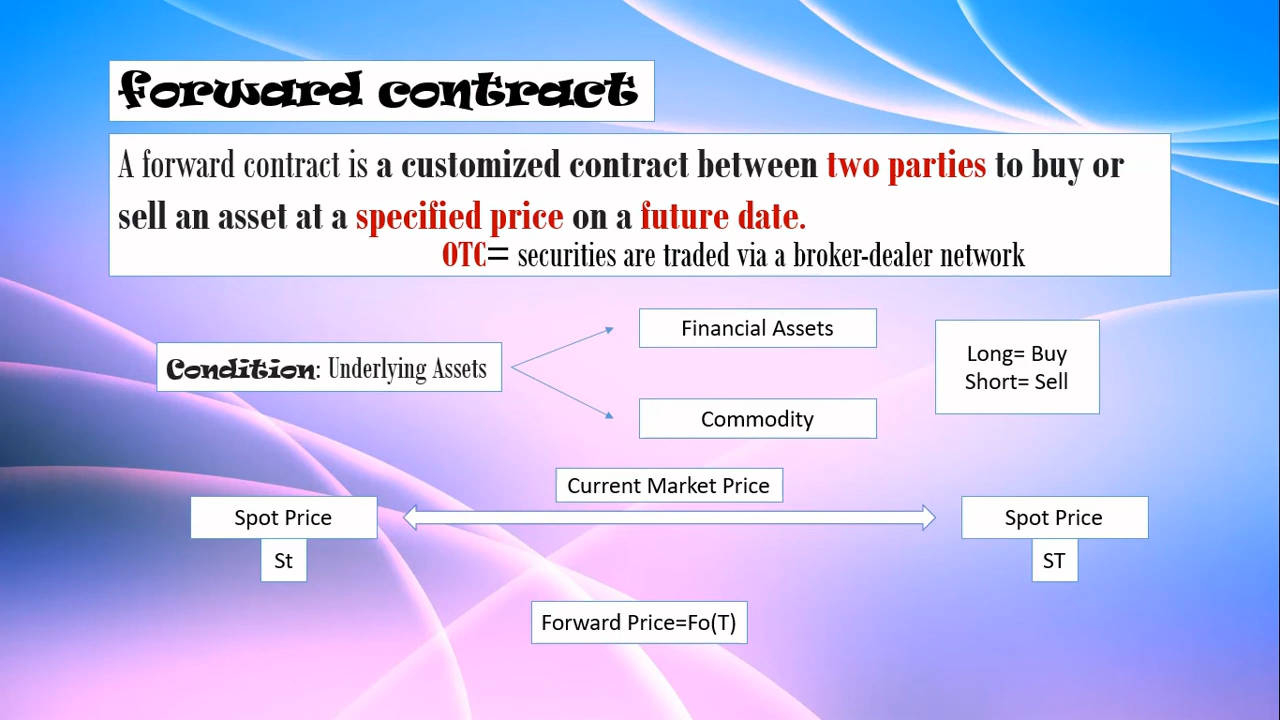 forward contract
A forward contract is a customized contract between two parties to buy or
sell an asset at a specified price on a future date.
OTC= securities are traded via a broker-dealer network
Condition: Underlying Assets
Financial Assets
Commodity
Long= Buy
Short= Sell
Current Market Price
Spot Price
St
Spot Price
ST
Forward Price=Fo(T)